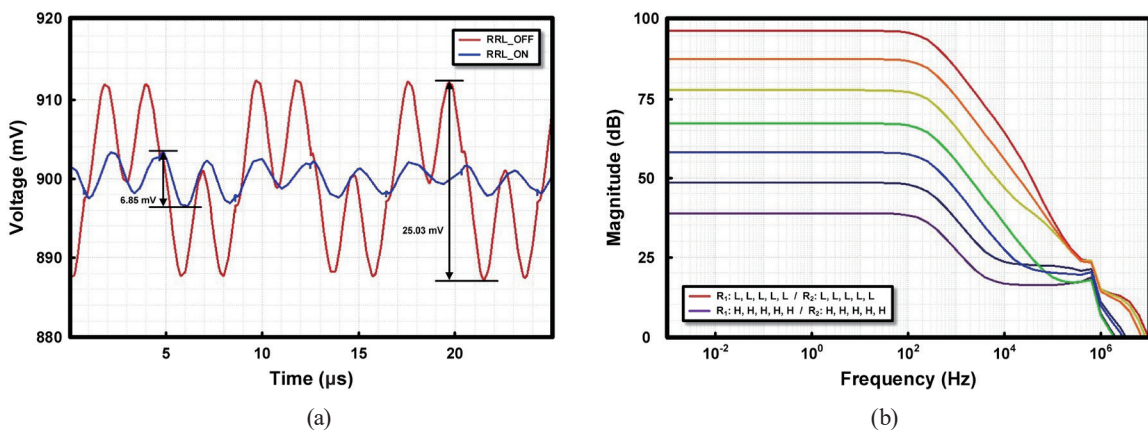 920
910
900
890
880
Voltage (mV)
RRL_OFF
RRL_ON
6.85 mV
25.03 mV
5
10
15
20
Time (µs)
(a)
100
75
50
25
0
Magnitude (dB)
R₁: L, L, L, L, L / R₂: L, L, L, L, L
R₁: H, H, H, H, H / R₂: H, H, H, H, H
10⁻² 10⁰ 10² 10⁴ 10⁶
Frequency (Hz)
(b)